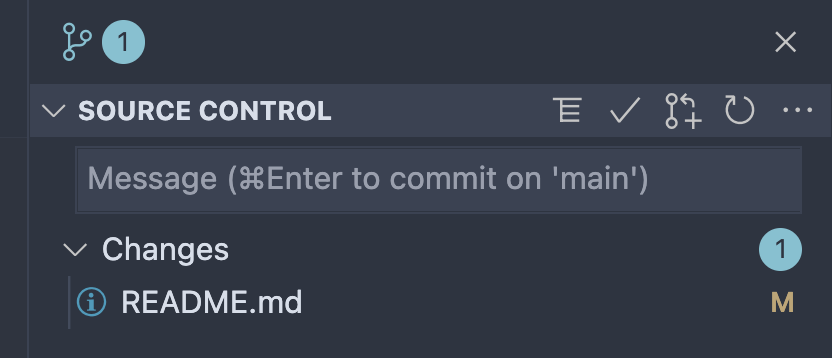 1
SOURCE CONTROL
Message (⌘Enter to commit on 'main')
Changes 1
README.md M